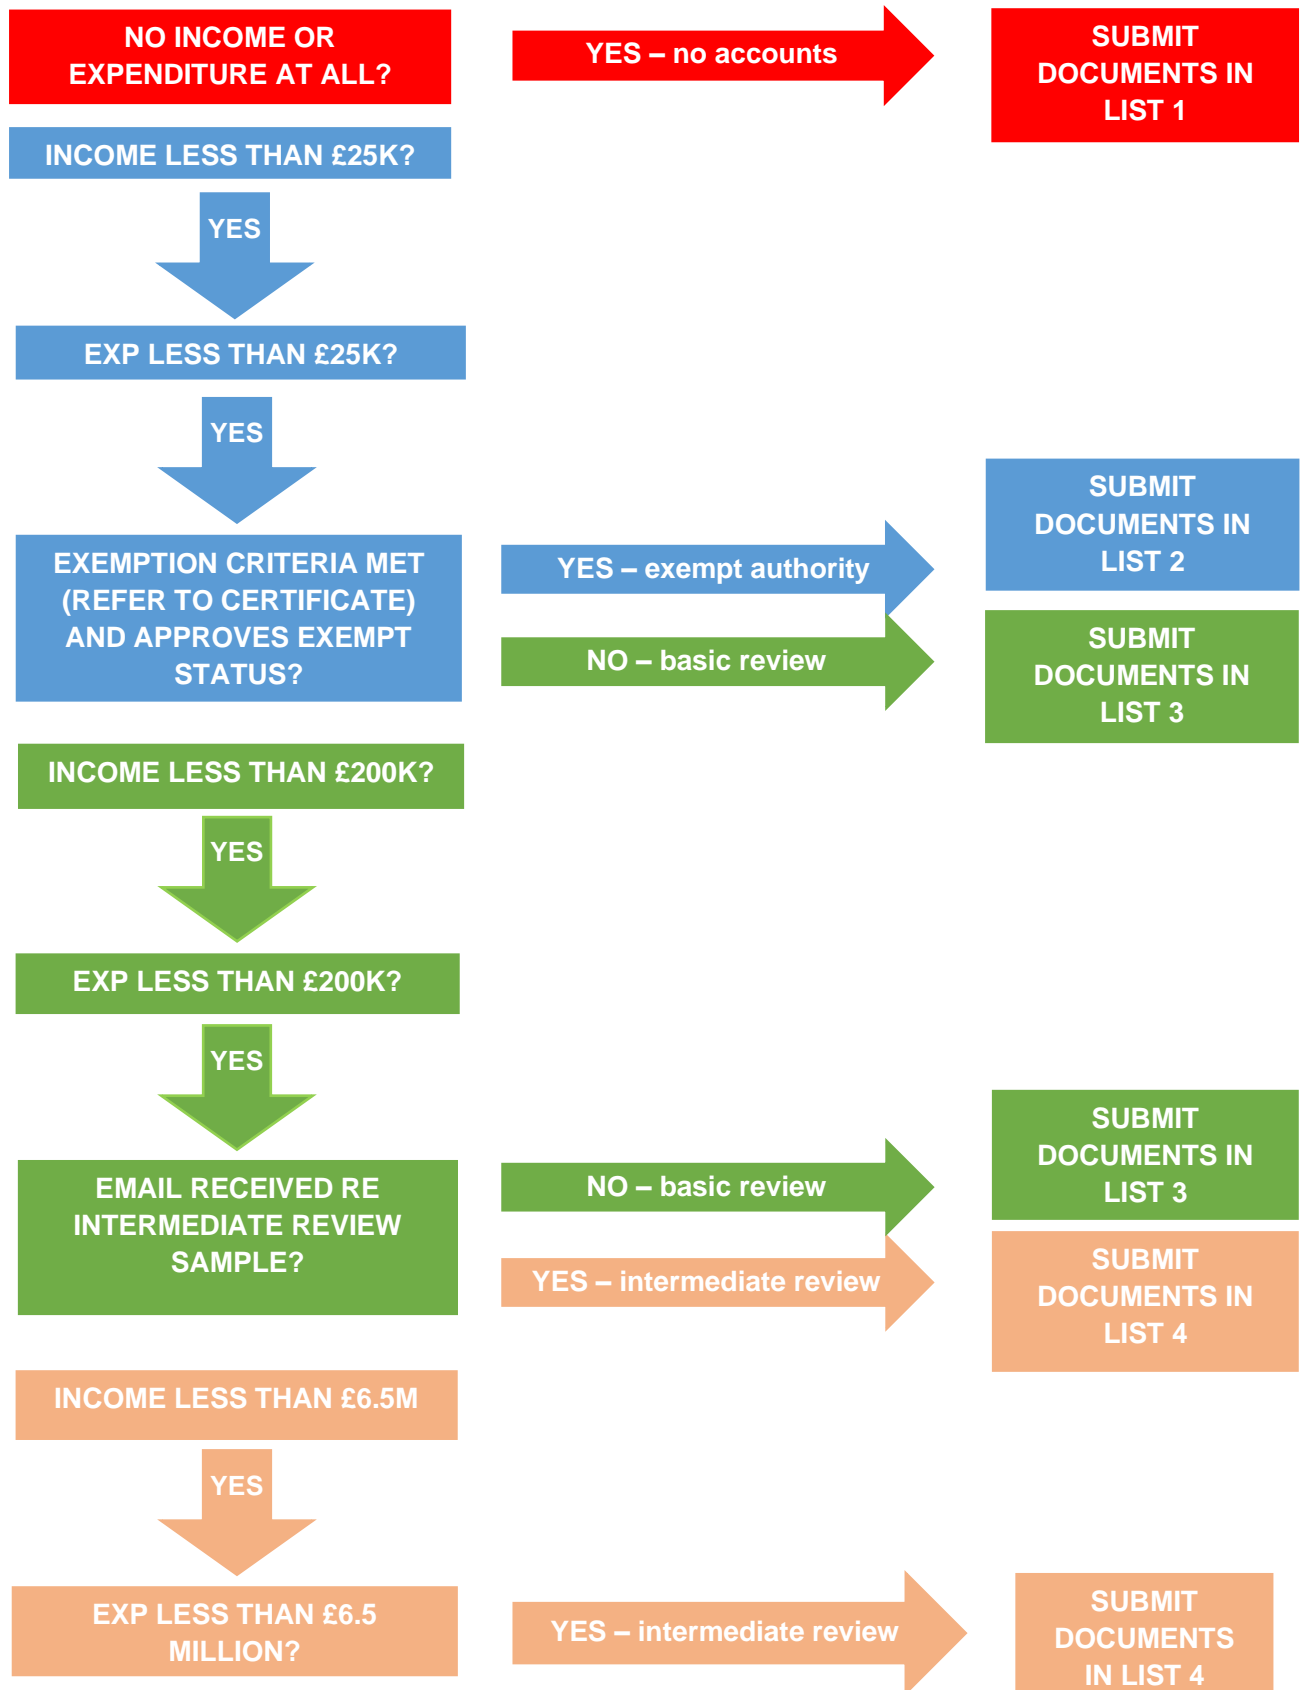 NO INCOME OR
EXPENDITURE AT ALL?
YES – no accounts
SUBMIT
DOCUMENTS IN
LIST 1
INCOME LESS THAN £25K?
YES
EXP LESS THAN £25K?
YES
EXEMPTION CRITERIA MET
(REFER TO CERTIFICATE)
AND APPROVES EXEMPT
STATUS?
YES – exempt authority
SUBMIT
DOCUMENTS IN
LIST 2
NO – basic review
SUBMIT
DOCUMENTS IN
LIST 3
INCOME LESS THAN £200K?
YES
EXP LESS THAN £200K?
YES
EMAIL RECEIVED RE
INTERMEDIATE REVIEW
SAMPLE?
NO – basic review
SUBMIT
DOCUMENTS IN
LIST 3
YES – intermediate review
SUBMIT
DOCUMENTS IN
LIST 4
INCOME LESS THAN £6.5M
YES
EXP LESS THAN £6.5
MILLION?
YES – intermediate review
SUBMIT
DOCUMENTS
IN LIST 4